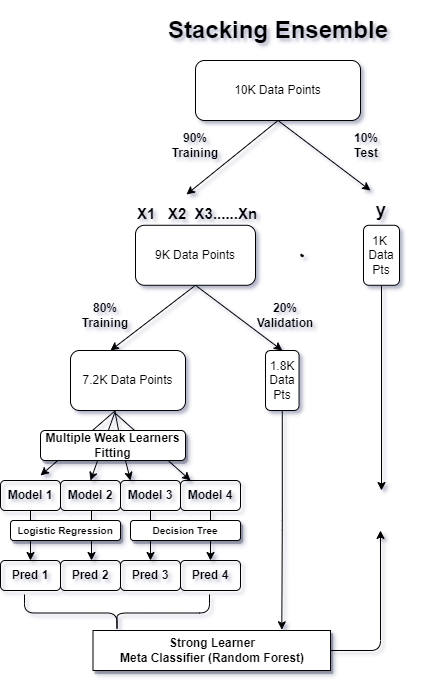 Stacking Ensemble
10K Data Points
90%
Training
10%
Test
X1 X2 X3......Xn
y
9K Data Points
1K
Data
Pts
80%
Training
20%
Validation
7.2K Data Points
1.8K
Data
Pts
Multiple Weak Learners
Fitting
Model 1 Model 2 Model 3 Model 4
Logistic Regression Decision Tree
Pred 1 Pred 2 Pred 3 Pred 4
Strong Learner
Meta Classifier (Random Forest)